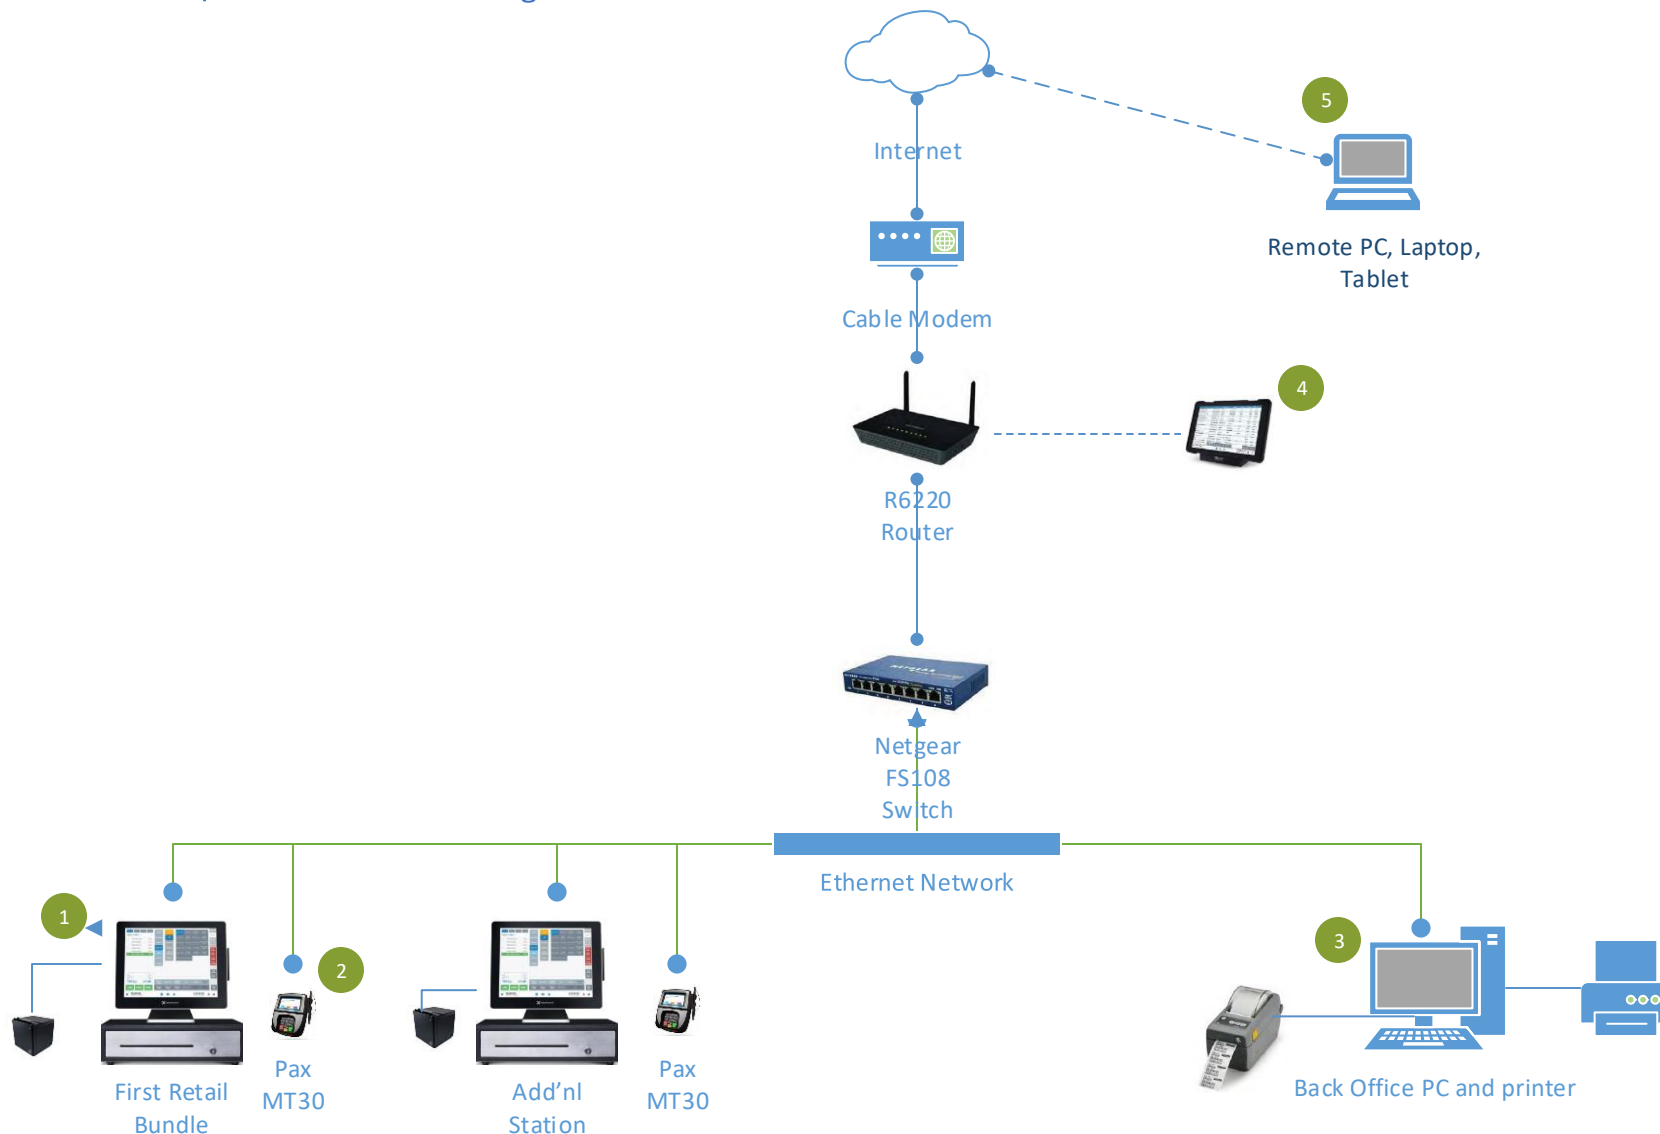 5
Internet
Remote PC, Laptop,
Tablet
Cable Modem
4
R6220
Router
NETGEAR
Netgear
FS108
Switch
Ethernet Network
1
2
3
Pax
MT30
Pax
MT30
First Retail
Bundle
Add’nl
Station
Back Office PC and printer